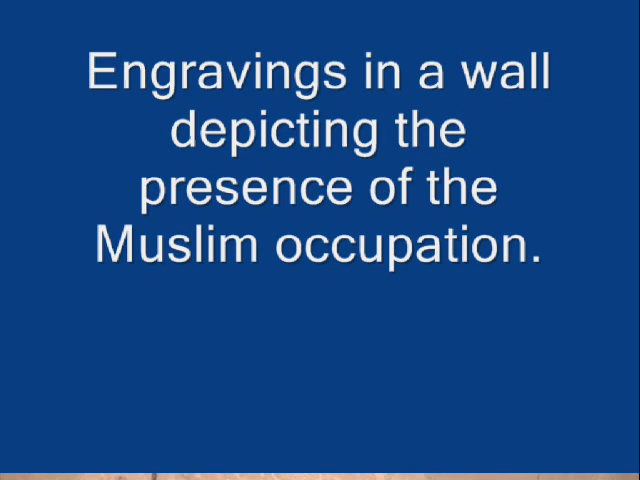 Engravings in a wall
depicting the
presence of the
Muslim occupation.